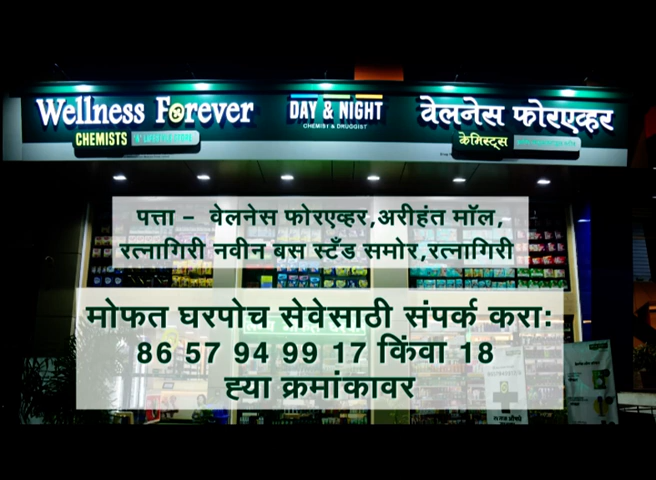 Wellness Forever
DAY & NIGHT
CHEMIST & DRUGGIST
वेलनेस फोरएव्हर
CHEMISTS
केमिस्ट्स
पत्ता – वेलनेस फोरएव्हर,अरीहंत मॉल,
रत्नागिरी नवीन बस स्टँड समोर,रत्नागिरी
मोफत घरपोच सेवेसाठी संपर्क करा:
86 57 94 99 17 किंवा 18
ह्या क्रमांकावर